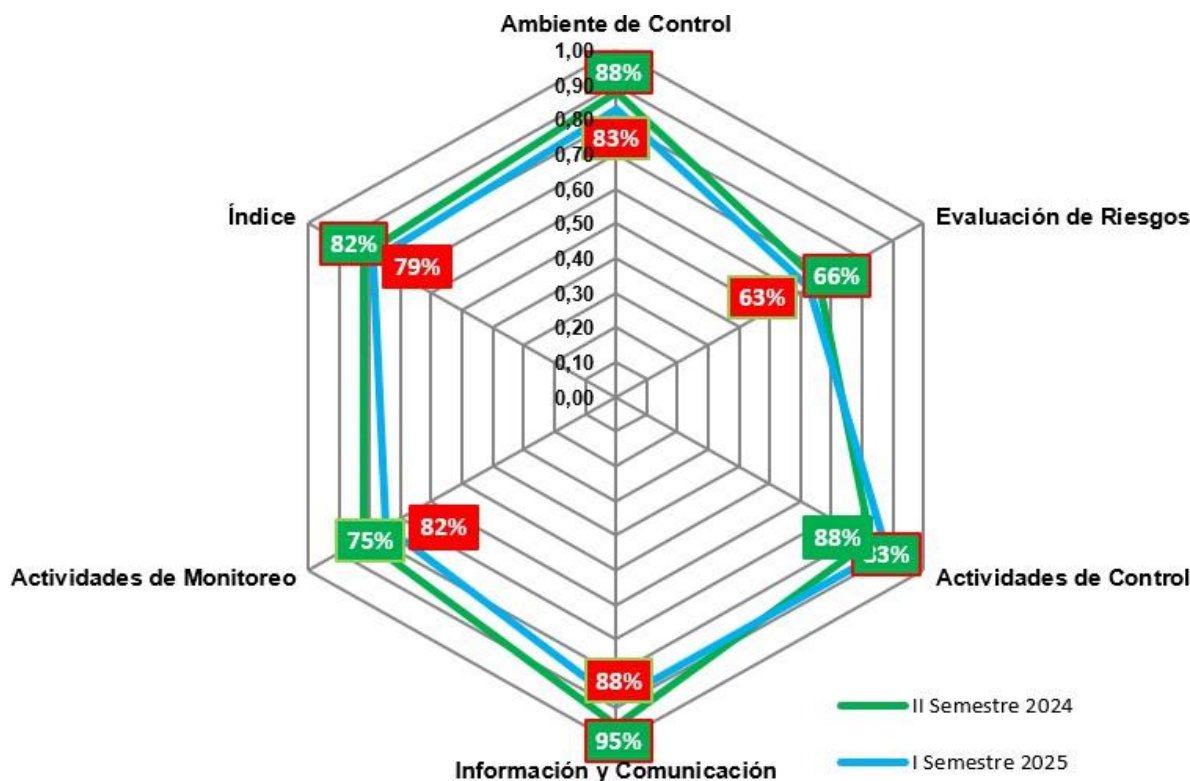 Ambiente de Control
1,00
88%
0,90
0,80
83%
0,70
Índice
0,60
Evaluación de Riesgos
82%
0,50
79%
0,40
66%
0,30
63%
0,20
0,10
0,00
75%
82%
88%
83%
Actividades de Monitoreo
Actividades de Control
88%
95%
Información y Comunicación
II Semestre 2024
I Semestre 2025